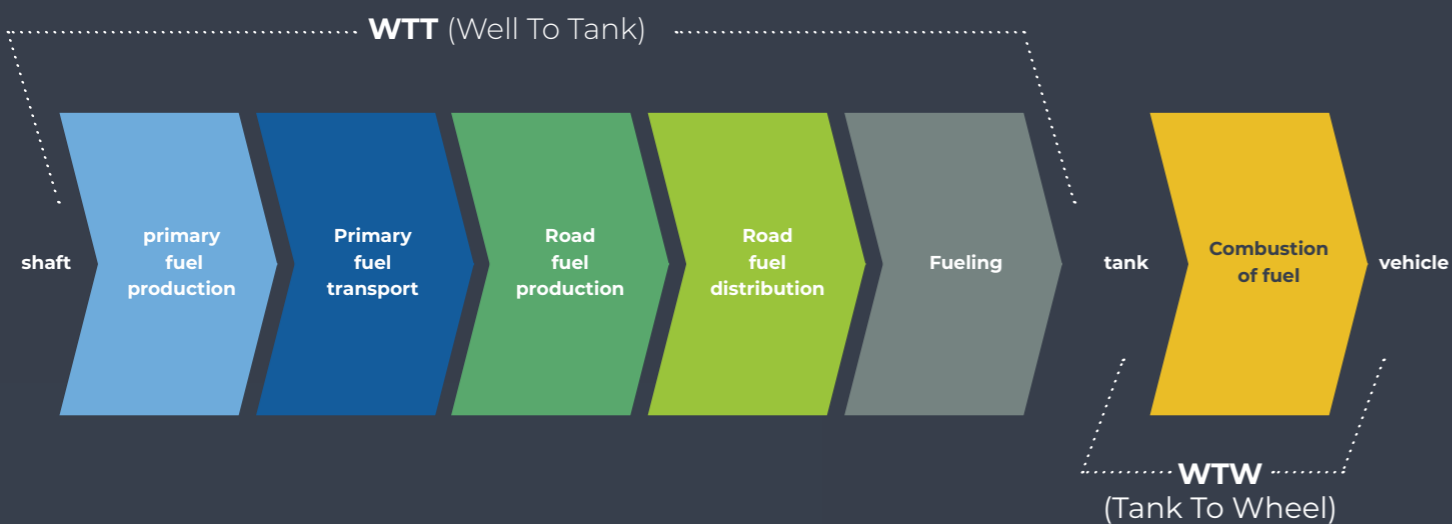 WTT (Well To Tank)
shaft
primary
fuel
production
Primary
fuel
transport
Road
fuel
production
Road
fuel
distribution
Fueling
tank
Combustion
of fuel
vehicle
WTW
(Tank To Wheel)